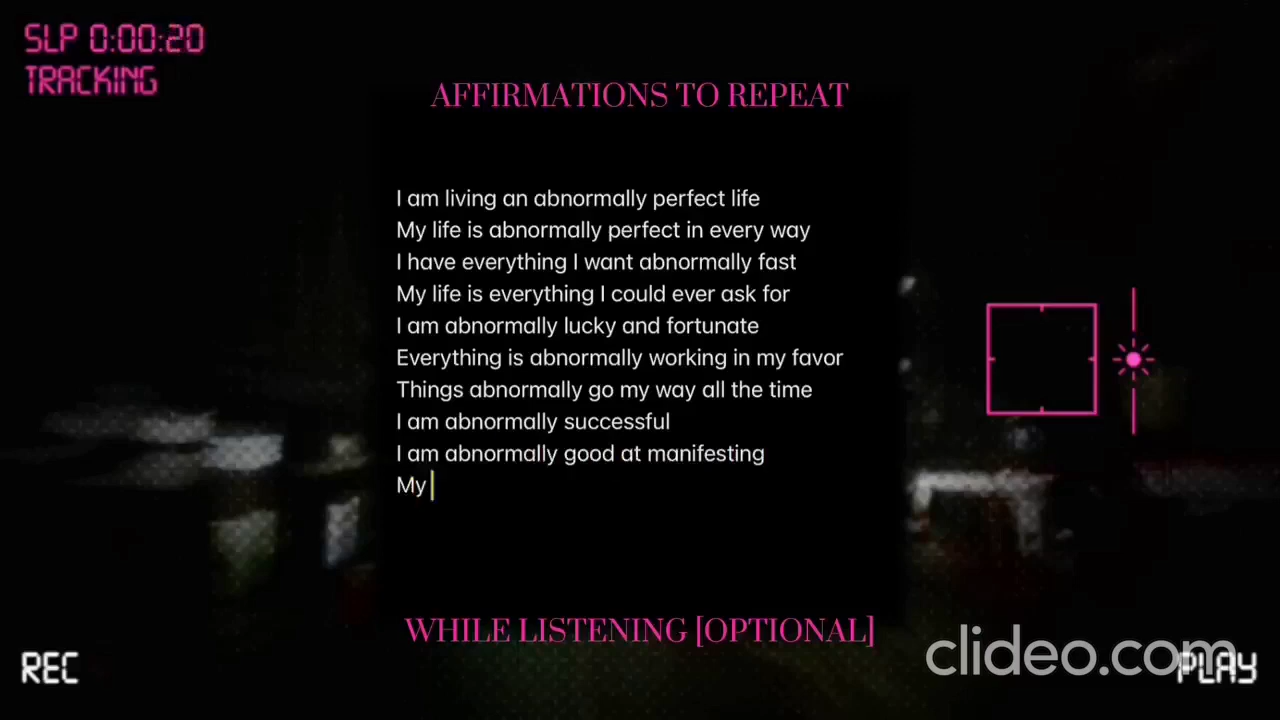 SLP 0:00:20
TRACKING
AFFIRMATIONS TO REPEAT
I am living an abnormally perfect life
My life is abnormally perfect in every way
I have everything I want abnormally fast
My life is everything I could ever ask for
I am abnormally lucky and fortunate
Everything is abnormally working in my favor
Things abnormally go my way all the time
I am abnormally successful
I am abnormally good at manifesting
My
WHILE LISTENING [OPTIONAL]
REC
clideo.com
PLAY